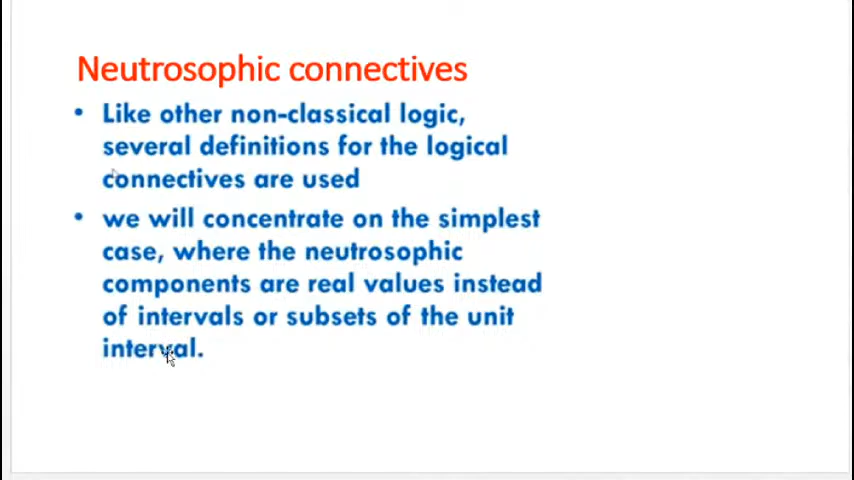 Neutrosophic connectives
• Like other non-classical logic,
several definitions for the logical
connectives are used
• we will concentrate on the simplest
case, where the neutrosophic
components are real values instead
of intervals or subsets of the unit
interval.